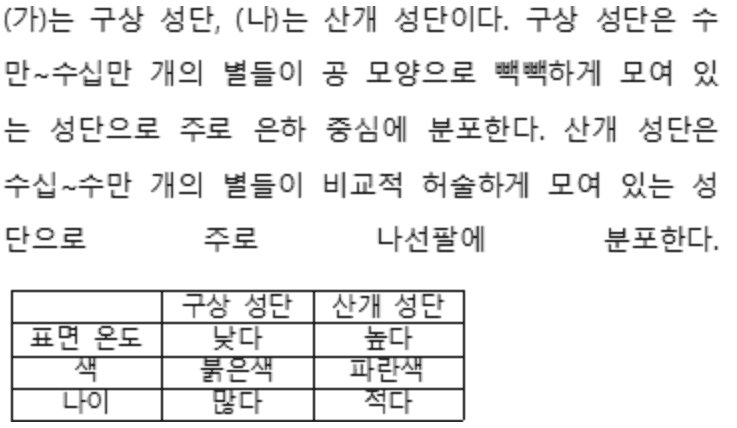 (가)는 구상 성단, (나)는 산개 성단이다. 구상 성단은 수
만~수십만 개의 별들이 공 모양으로 빽빽하게 모여 있
는 성단으로 주로 은하 중심에 분포한다. 산개 성단은
수십~수만 개의 별들이 비교적 허술하게 모여 있는 성
단으로 주로 나선팔에 분포한다.
구상 성단 산개 성단
표면 온도 낮다 높다
색 붉은색 파란색
나이 많다 적다